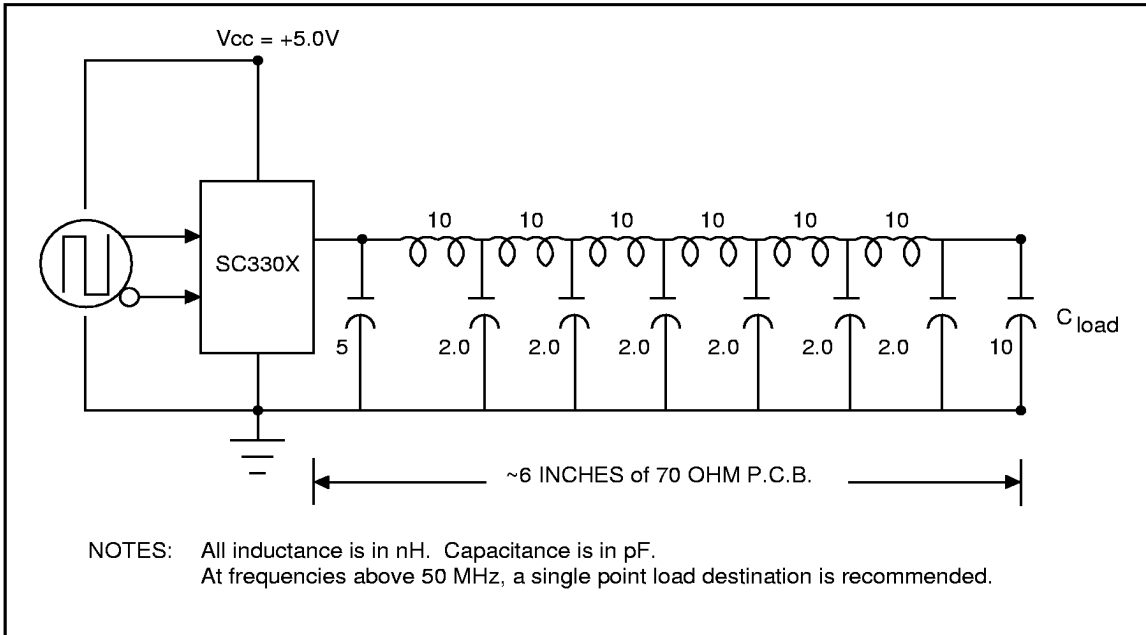 Vcc = +5.0V
10 10 10 10 10 10
SC330X
5 2.0 2.0 2.0 2.0 2.0 2.0 10
C load
~6 INCHES of 70 OHM P.C.B.
NOTES: All inductance is in nH. Capacitance is in pF.
At frequencies above 50 MHz, a single point load destination is recommended.